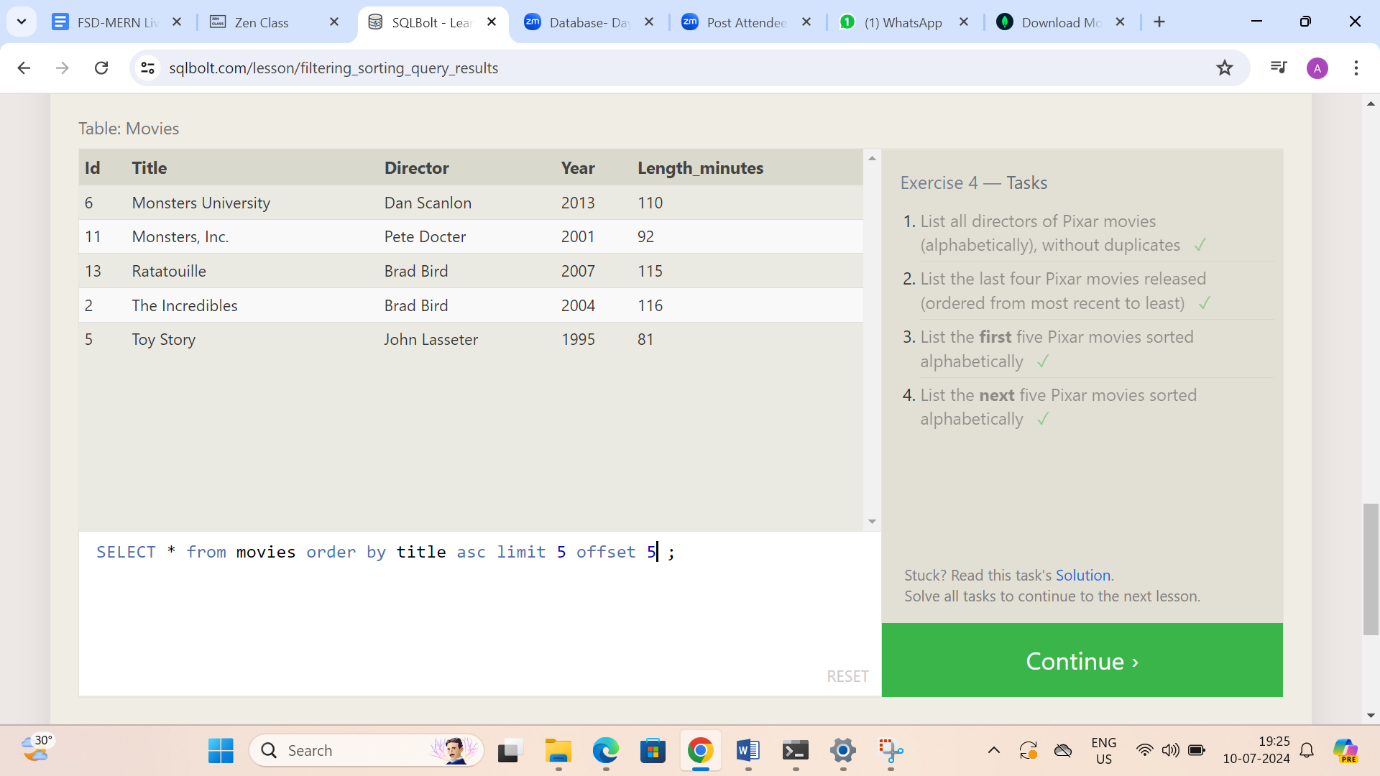 FSD-MERN Liv
Zen Class
SQLBolt - Lear
zm Database- Da
zm Post Attendee
1 (1) WhatsApp
Download Mo
sqlbolt.com/lesson/filtering_sorting_query_results
A
Table: Movies
Id Title Director Year Length_minutes
6 Monsters University Dan Scanlon 2013 110
11 Monsters, Inc. Pete Docter 2001 92
13 Ratatouille Brad Bird 2007 115
2 The Incredibles Brad Bird 2004 116
5 Toy Story John Lasseter 1995 81
SELECT * from movies order by title asc limit 5 offset 5 ;
RESET
Exercise 4 — Tasks
1. List all directors of Pixar movies
(alphabetically), without duplicates ✓
2. List the last four Pixar movies released
(ordered from most recent to least) ✓
3. List the first five Pixar movies sorted
alphabetically ✓
4. List the next five Pixar movies sorted
alphabetically ✓
Stuck? Read this task's Solution.
Solve all tasks to continue to the next lesson.
Continue ›
30°
Search
ENG
US
19:25
10-07-2024
PRE